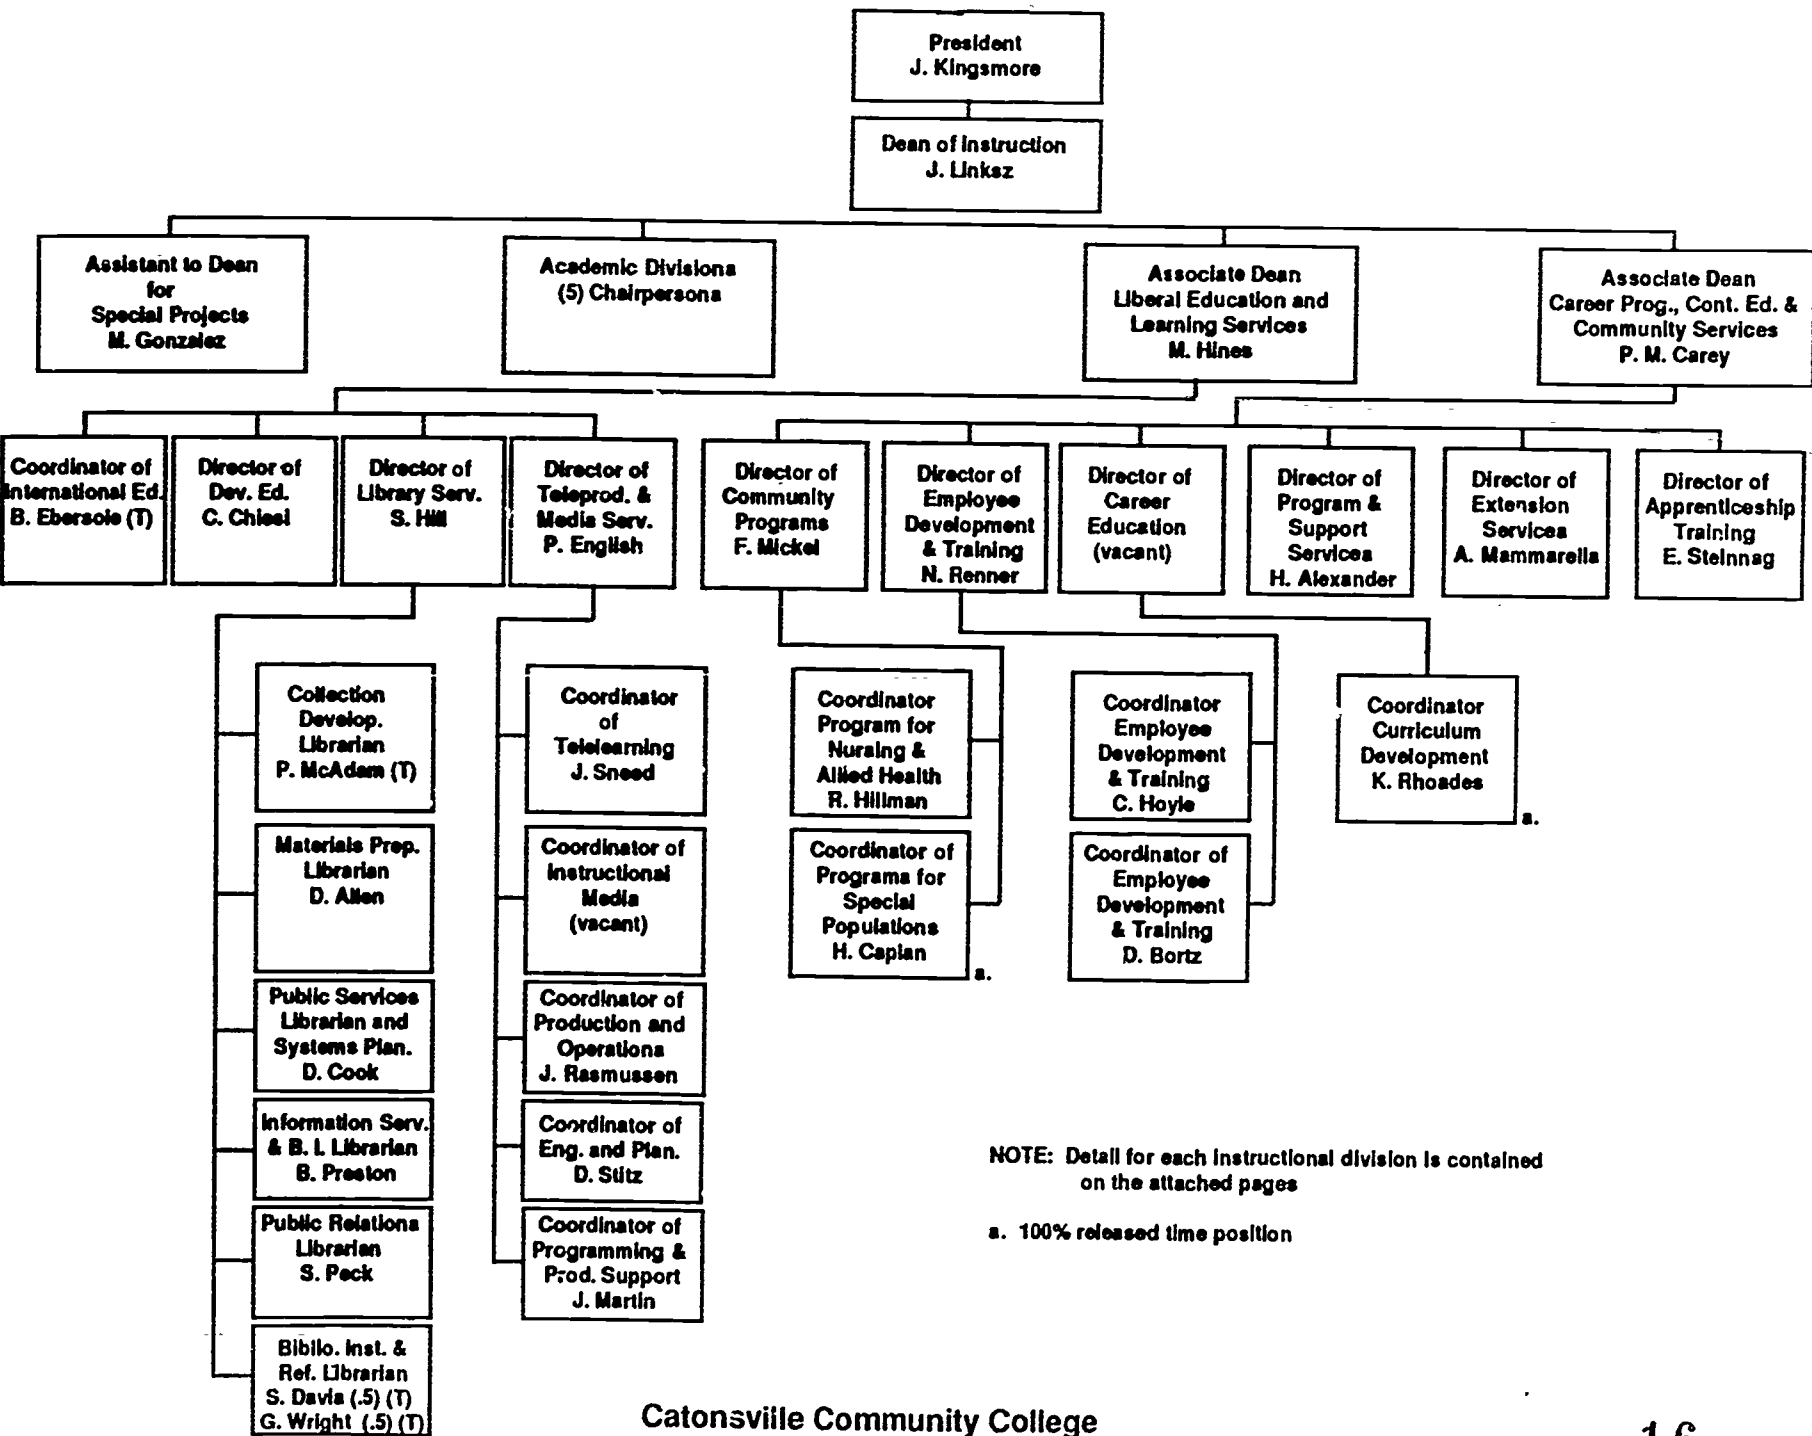 President
J. Kingsmore
Dean of Instruction
J. Linksz
Assistant to Dean
for
Special Projects
M. Gonzalez
Academic Divisions
(5) Chairpersons
Associate Dean
Liberal Education and
Learning Services
M. Hines
Associate Dean
Career Prog., Cont. Ed. &
Community Services
P. M. Carey
Coordinator of
International Ed.
B. Ebersole (T)
Director of
Dev. Ed.
C. Chiesi
Director of
Library Serv.
S. Hill
Director of
Teleprod. &
Media Serv.
P. English
Director of
Community
Programs
F. Mickel
Director of
Employee
Development
& Training
N. Renner
Director of
Career
Education
(vacant)
Director of
Program &
Support
Services
H. Alexander
Director of
Extension
Services
A. Mammarella
Director of
Apprenticeship
Training
E. Steinnag
Collection
Develop.
Librarian
P. McAdam (T)
Materials Prep.
Librarian
D. Allen
Public Services
Librarian and
Systems Plan.
D. Cook
Information Serv.
& B. I. Librarian
B. Preston
Public Relations
Librarian
S. Peck
Biblio. Inst. &
Ref. Librarian
S. Davis (.5) (T)
G. Wright (.5) (T)
Coordinator
of
Telelearning
J. Sneed
Coordinator of
Instructional
Media
(vacant)
Coordinator of
Production and
Operations
J. Rasmussen
Coordinator of
Eng. and Plan.
D. Stitz
Coordinator of
Programming &
Prod. Support
J. Martin
Coordinator
Program for
Nursing &
Allied Health
R. Hillman
Coordinator of
Programs for
Special
Populations
H. Caplan
a.
Coordinator
Employee
Development
& Training
C. Hoyle
Coordinator of
Employee
Development
& Training
D. Bortz
Coordinator
Curriculum
Development
K. Rhoades
a.
NOTE: Detail for each instructional division is contained
on the attached pages
a. 100% released time position
Catonsville Community College